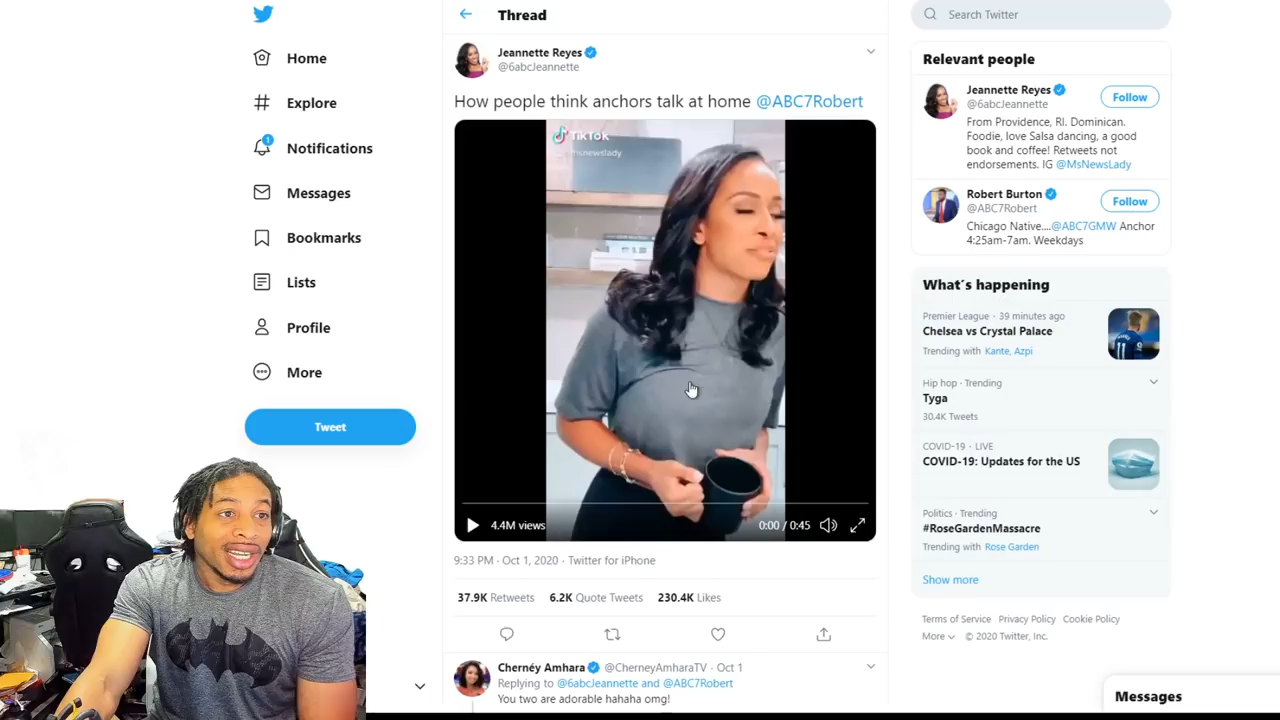 Home
Explore
1
Notifications
Messages
Bookmarks
Lists
Profile
More
Tweet
Thread
Jeannette Reyes
@6abcJeannette
How people think anchors talk at home @ABC7Robert
TikTok
4.4M views
0:00 / 0:45
9:33 PM · Oct 1, 2020 · Twitter for iPhone
37.9K Retweets 6.2K Quote Tweets 230.4K Likes
Chernéy Amhara @CherneyAmharaTV · Oct 1
Replying to @6abcJeannette and @ABC7Robert
You two are adorable hahaha omg!
Search Twitter
Relevant people
Jeannette Reyes
@6abcJeannette
Follow
From Providence, RI. Dominican.
Foodie, love Salsa dancing, a good
book and coffee! Retweets not
endorsements. IG @MsNewsLady
Robert Burton
@ABC7Robert
Follow
Chicago Native....@ABC7GMW Anchor
4:25am-7am. Weekdays
What's happening
Premier League · 39 minutes ago
Chelsea vs Crystal Palace
Trending with Kante, Azpi
11
Hip hop · Trending
Tyga
30.4K Tweets
COVID-19 · LIVE
COVID-19: Updates for the US
Politics · Trending
#RoseGardenMassacre
Trending with Rose Garden
Show more
Terms of Service Privacy Policy Cookie Policy
More © 2020 Twitter, Inc.
Messages